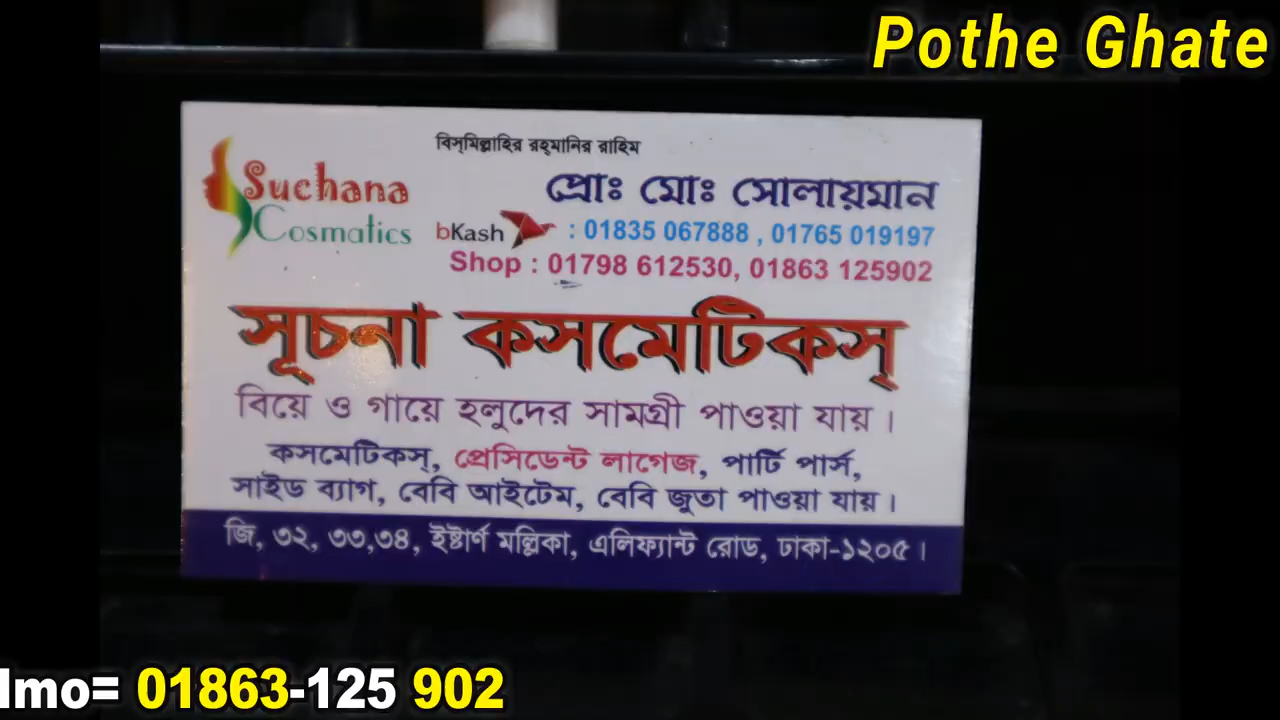 Pothe Ghate
বিস্‌মিল্লাহির রহ্‌মানির রাহিম
Suchana
Cosmatics
প্রোঃ মোঃ সোলায়মান
bKash : 01835 067888 , 01765 019197
Shop : 01798 612530, 01863 125902
সূচনা কসমেটিকস্
বিয়ে ও গায়ে হলুদের সামগ্রী পাওয়া যায় ।
কসমেটিকস্, প্রেসিডেন্ট লাগেজ, পার্টি পার্স,
সাইড ব্যাগ, বেবি আইটেম, বেবি জুতা পাওয়া যায় ।
জি, ৩২, ৩৩,৩৪, ইষ্টার্ণ মল্লিকা, এলিফ্যান্ট রোড, ঢাকা-১২০৫ ।
Imo= 01863-125 902